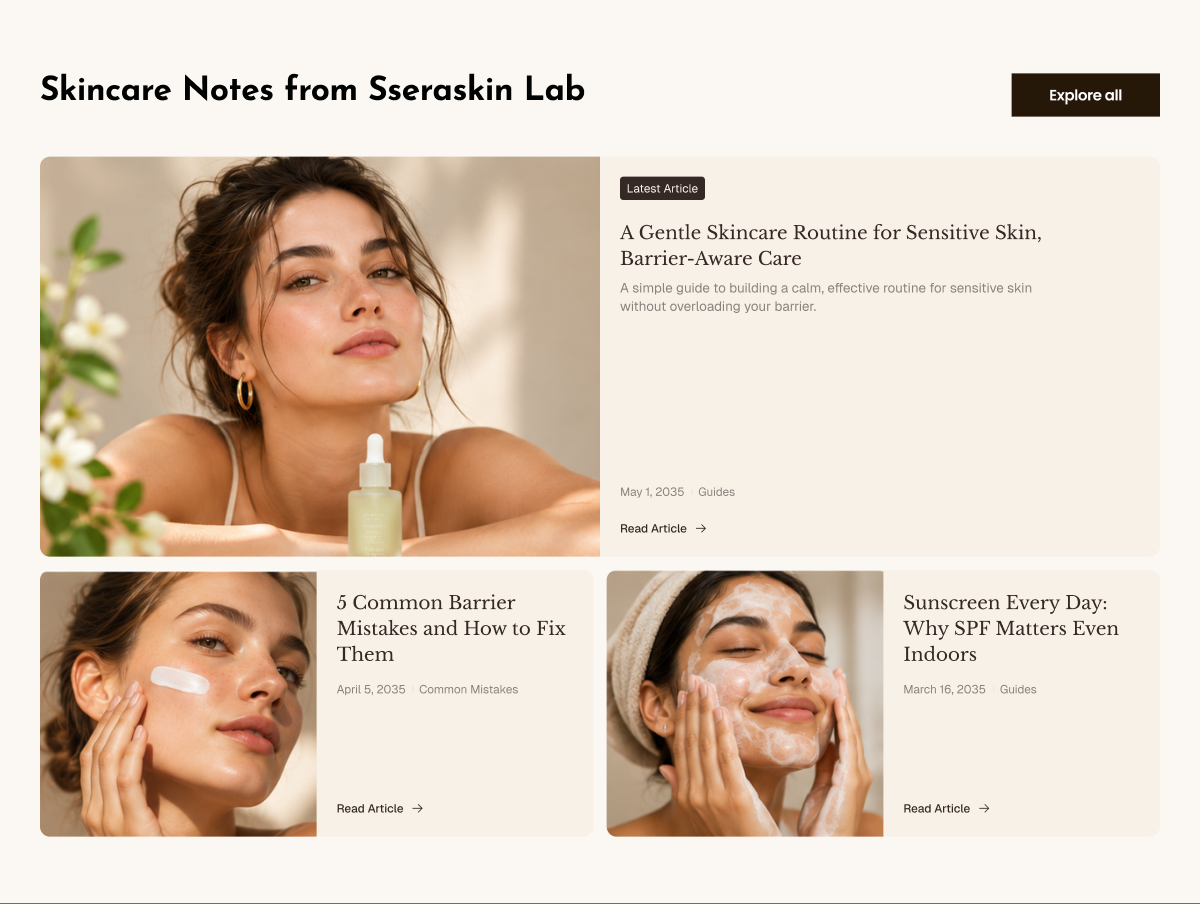 Skincare Notes from Sseraskin Lab
Explore all
Latest Article
A Gentle Skincare Routine for Sensitive Skin,
Barrier-Aware Care
A simple guide to building a calm, effective routine for sensitive skin
without overloading your barrier.
May 1, 2035 | Guides
Read Article →
5 Common Barrier
Mistakes and How to Fix
Them
April 5, 2035 | Common Mistakes
Read Article →
Sunscreen Every Day:
Why SPF Matters Even
Indoors
March 16, 2035 | Guides
Read Article →